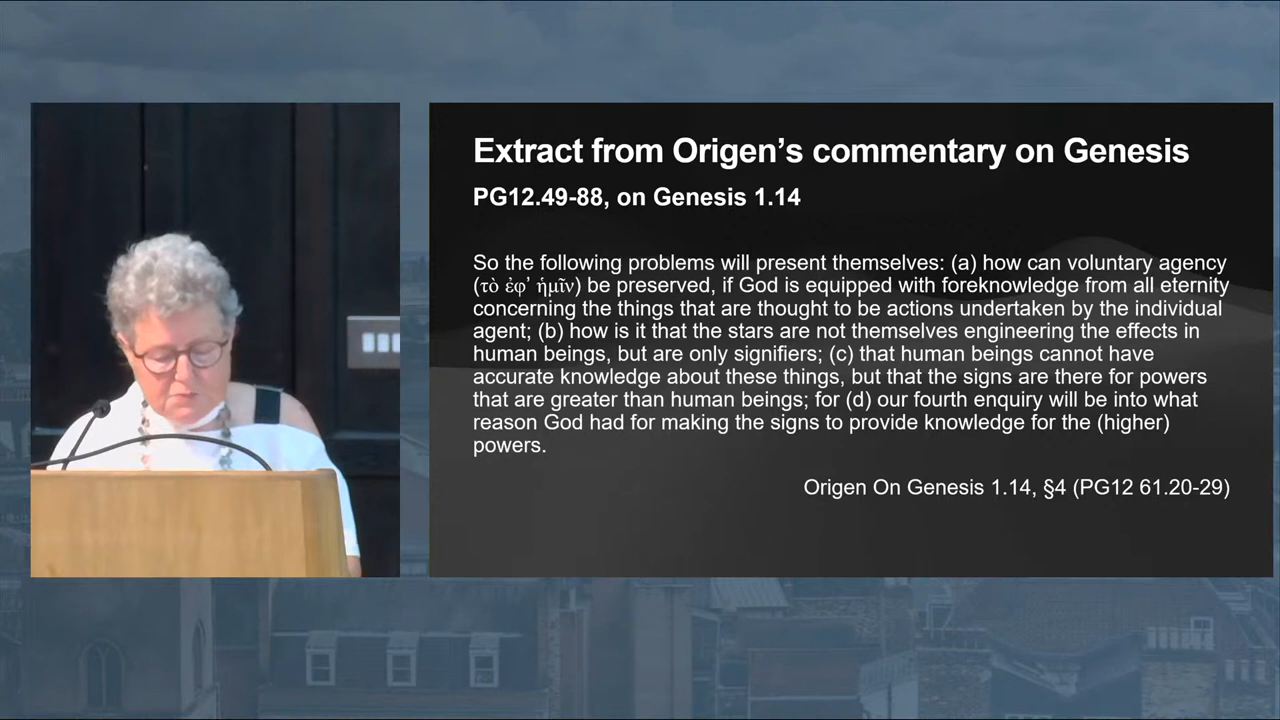 Extract from Origen’s commentary on Genesis
PG12.49-88, on Genesis 1.14
So the following problems will present themselves: (a) how can voluntary agency
(τὸ ἐφ’ ἡμῖν) be preserved, if God is equipped with foreknowledge from all eternity
concerning the things that are thought to be actions undertaken by the individual
agent; (b) how is it that the stars are not themselves engineering the effects in
human beings, but are only signifiers; (c) that human beings cannot have
accurate knowledge about these things, but that the signs are there for powers
that are greater than human beings; for (d) our fourth enquiry will be into what
reason God had for making the signs to provide knowledge for the (higher)
powers.
Origen On Genesis 1.14, §4 (PG12 61.20-29)